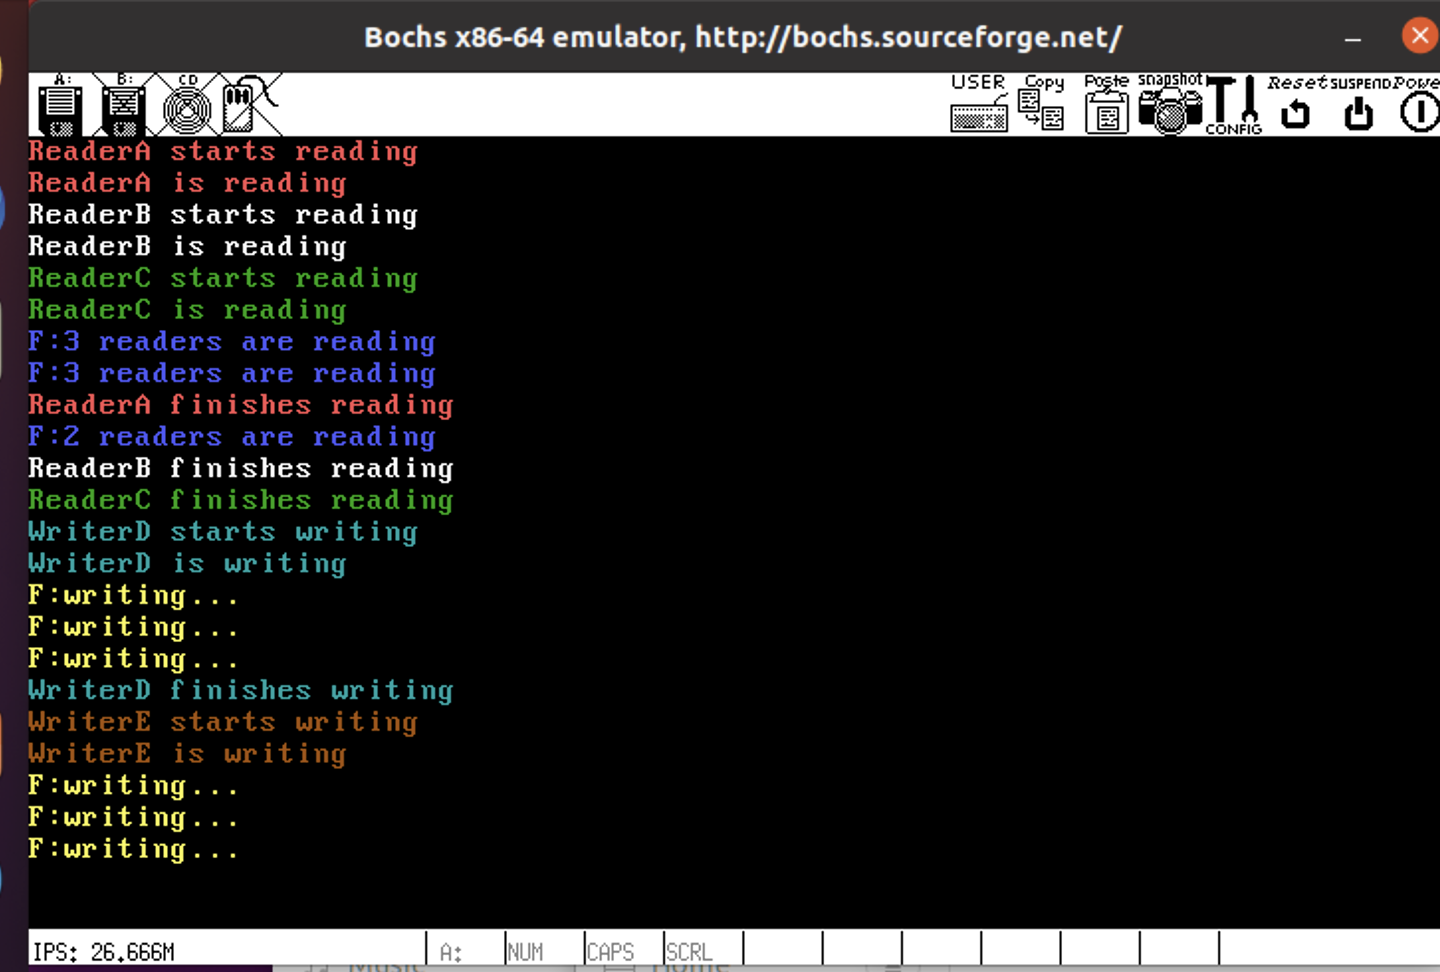 Bochs x86-64 emulator, http://bochs.sourceforge.net/
A: B: CD USER Copy Paste snapshot CONFIG Reset SUSPEND Powe
ReaderA starts reading
ReaderA is reading
ReaderB starts reading
ReaderB is reading
ReaderC starts reading
ReaderC is reading
F:3 readers are reading
F:3 readers are reading
ReaderA finishes reading
F:2 readers are reading
ReaderB finishes reading
ReaderC finishes reading
WriterD starts writing
WriterD is writing
F:writing...
F:writing...
F:writing...
WriterD finishes writing
WriterE starts writing
WriterE is writing
F:writing...
F:writing...
F:writing...
IPS: 26.666M A: NUM CAPS SCRL
Music Home